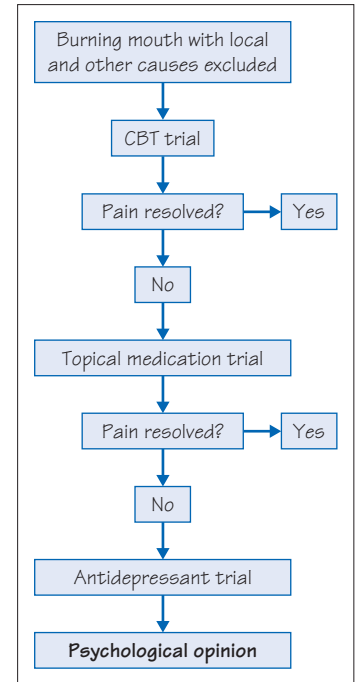 Burning mouth with local
and other causes excluded
CBT trial
Pain resolved?
Yes
No
Topical medication trial
Pain resolved?
Yes
No
Antidepressant trial
Psychological opinion